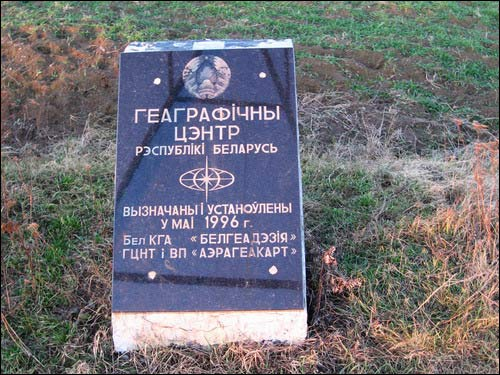 ГЕАГРАФІЧНЫ
ЦЭНТР
РЭСПУБЛІКІ БЕЛАРУСЬ
ВЫЗНАЧАНЫ І УСТАНОЎЛЕНЫ
У МАІ 1996 г.
Бел КГА «БЕЛГЕАДЭЗІЯ»
ГЦНТ і ВП «АЭРАГЕАКАРТ»